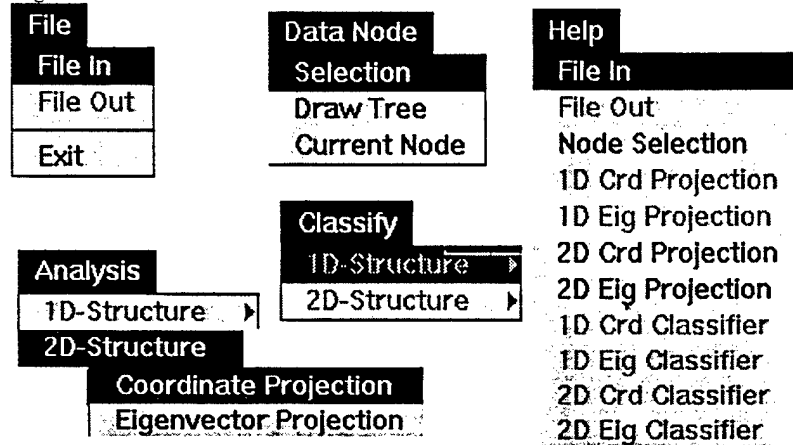 File
File In
File Out
Exit
Data Node
Selection
Draw Tree
Current Node
Help
File In
File Out
Node Selection
1D Crd Projection
1D Eig Projection
2D Crd Projection
2D Eig Projection
1D Crd Classifier
1D Eig Classifier
2D Crd Classifier
2D Eig Classifier
Classify
1D-Structure
2D-Structure
Analysis
1D-Structure
2D-Structure
Coordinate Projection
Eigenvector Projection